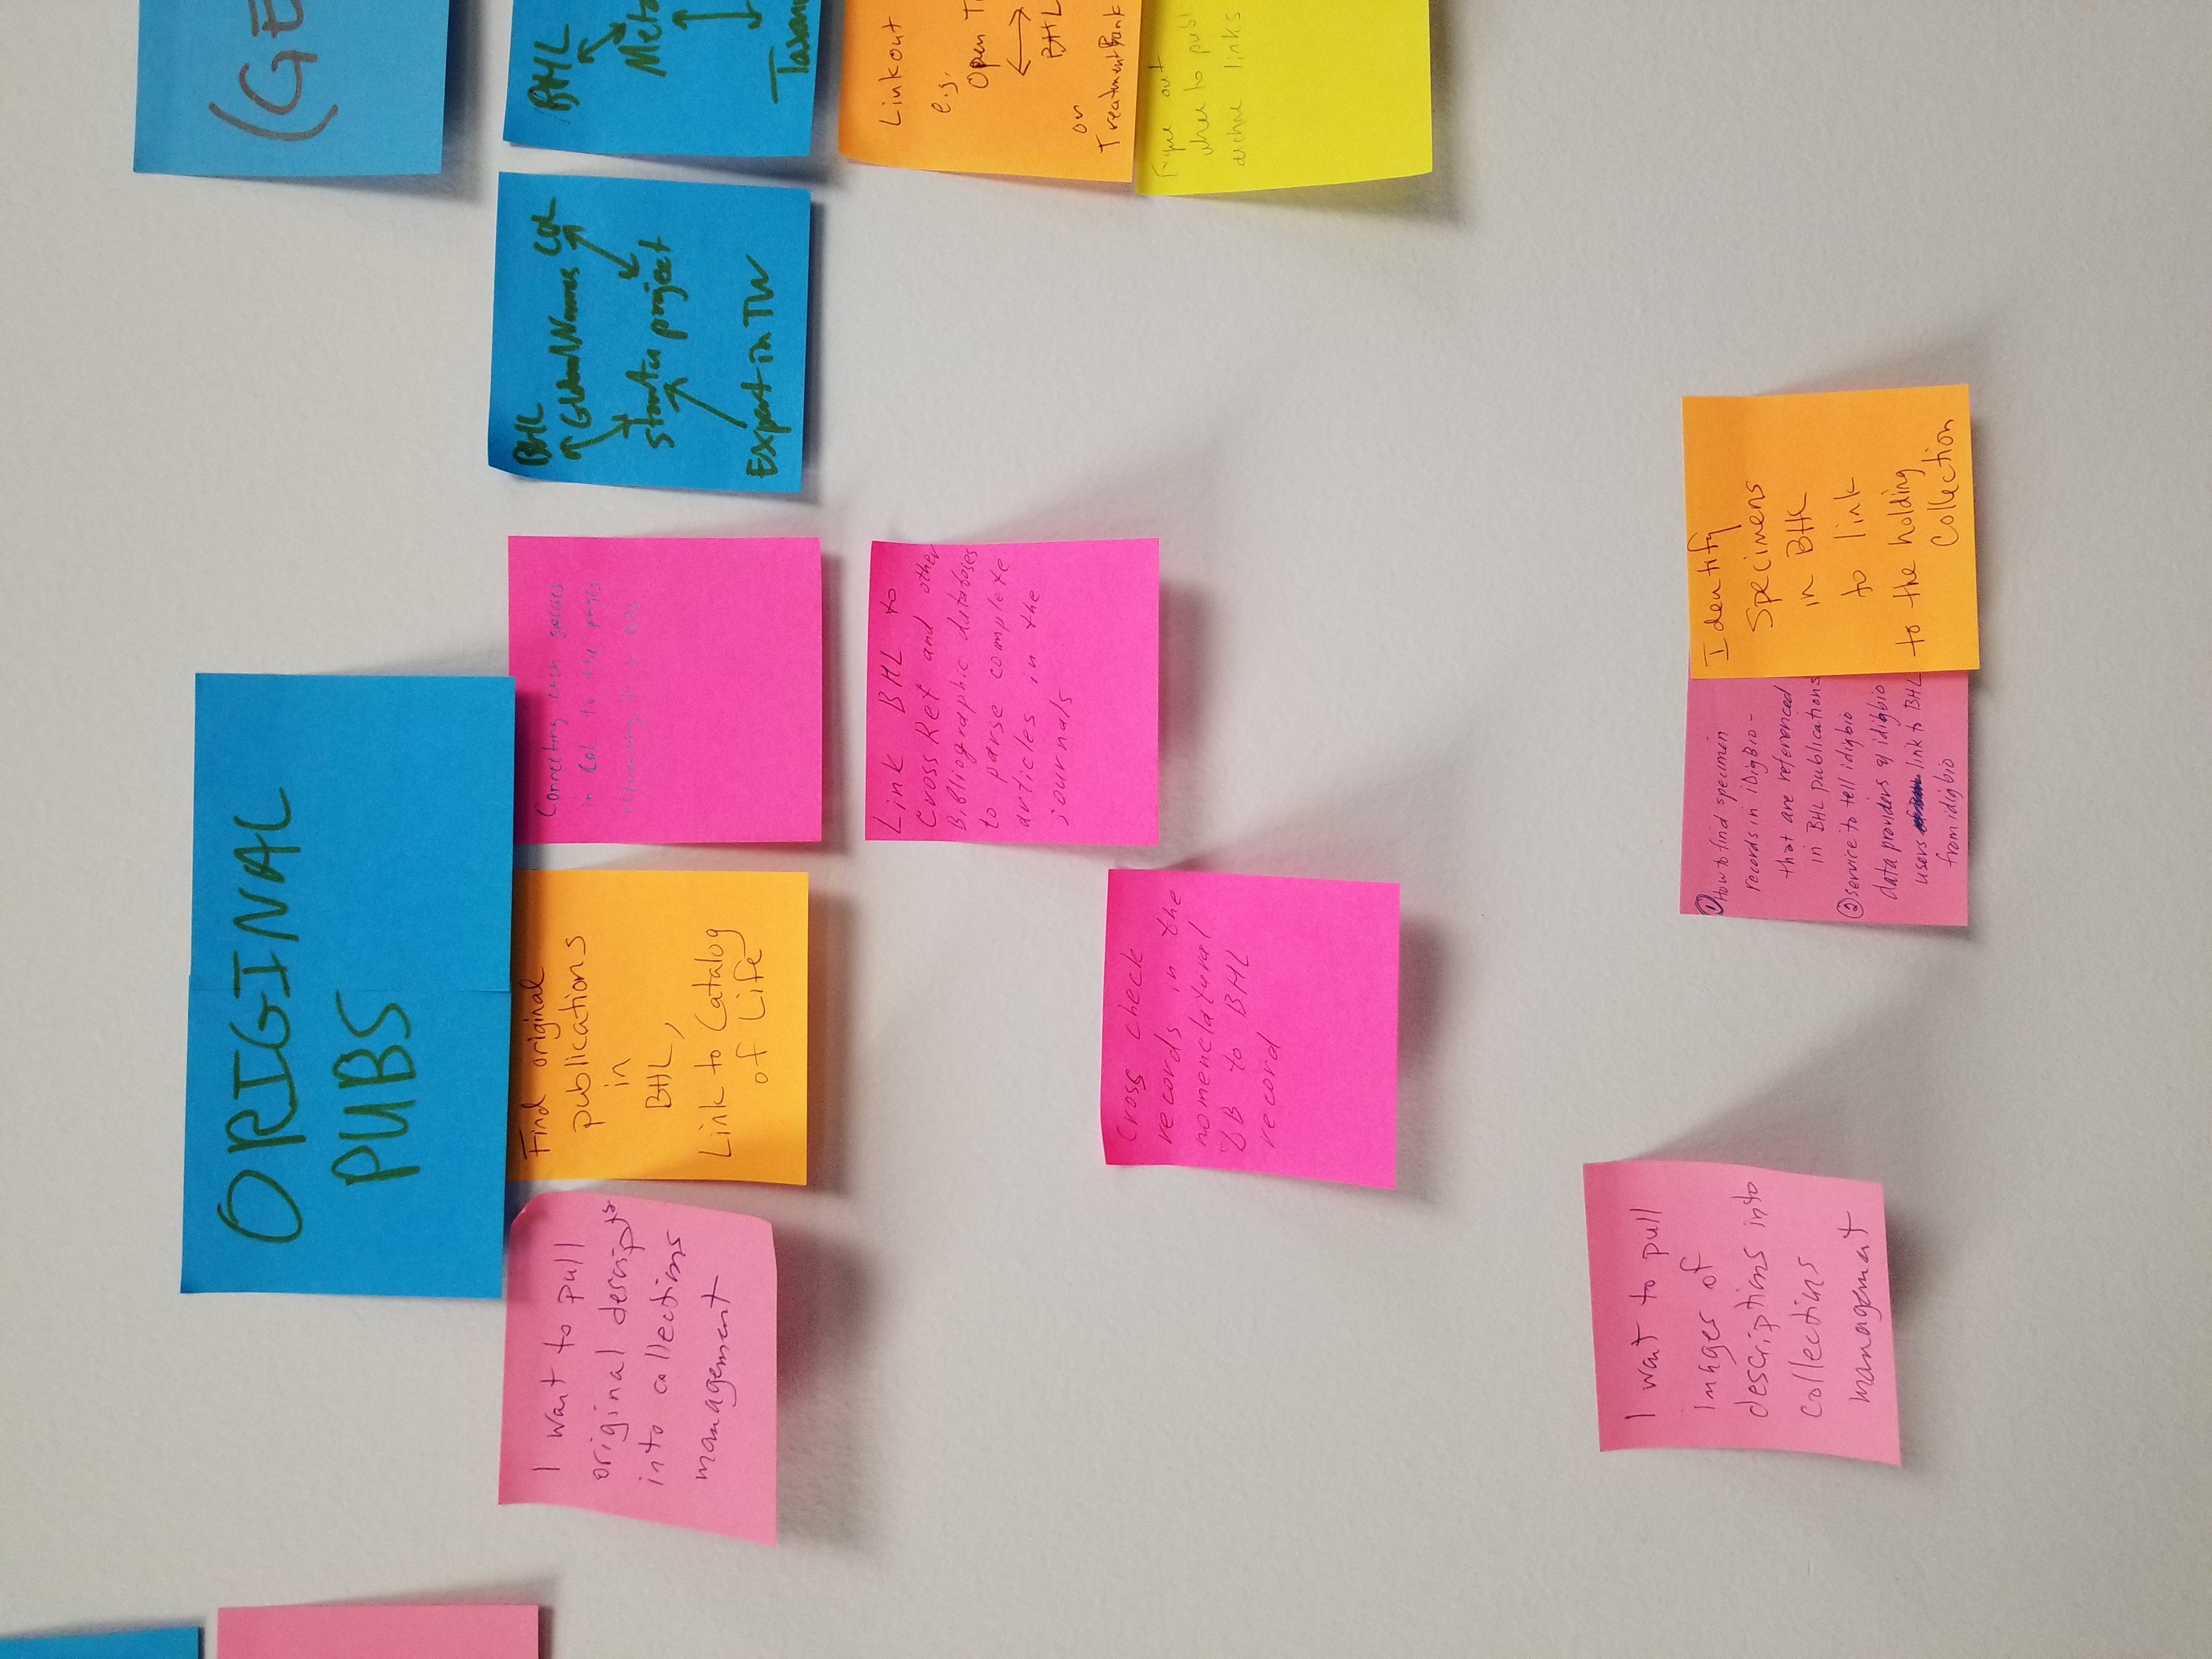 ORIGINAL
PUBS
(GE
I want to pull
original descripts
into collections
management
Find original
publications
in
BHL,
Link to Catalog
of Life
Connecting each species
in CoL to the pages
referencing it in BHL
BHL
CoL
GlobalNames
starter project
Expert in TW
BHL
Meta
Taxon
Link BHL to
CrossRef and other
Bibliographic databases
to parse complete
articles in the
journals
Linkout
e.g.
Open T
BHL
or
TreatmentBank
Cross check
records in the
nomenclatural
DB to BHL
record
Figure out
where to publ
archive links
I want to pull
images of
descriptions into
collections
management
① How to find specimen
records in iDigBio -
that are referenced
in BHL publications
② service to tell idigbio
data providers & idigbio
users link to BHL
from idigbio
Identify
Specimens
in BHL
to link
to the holding
Collection